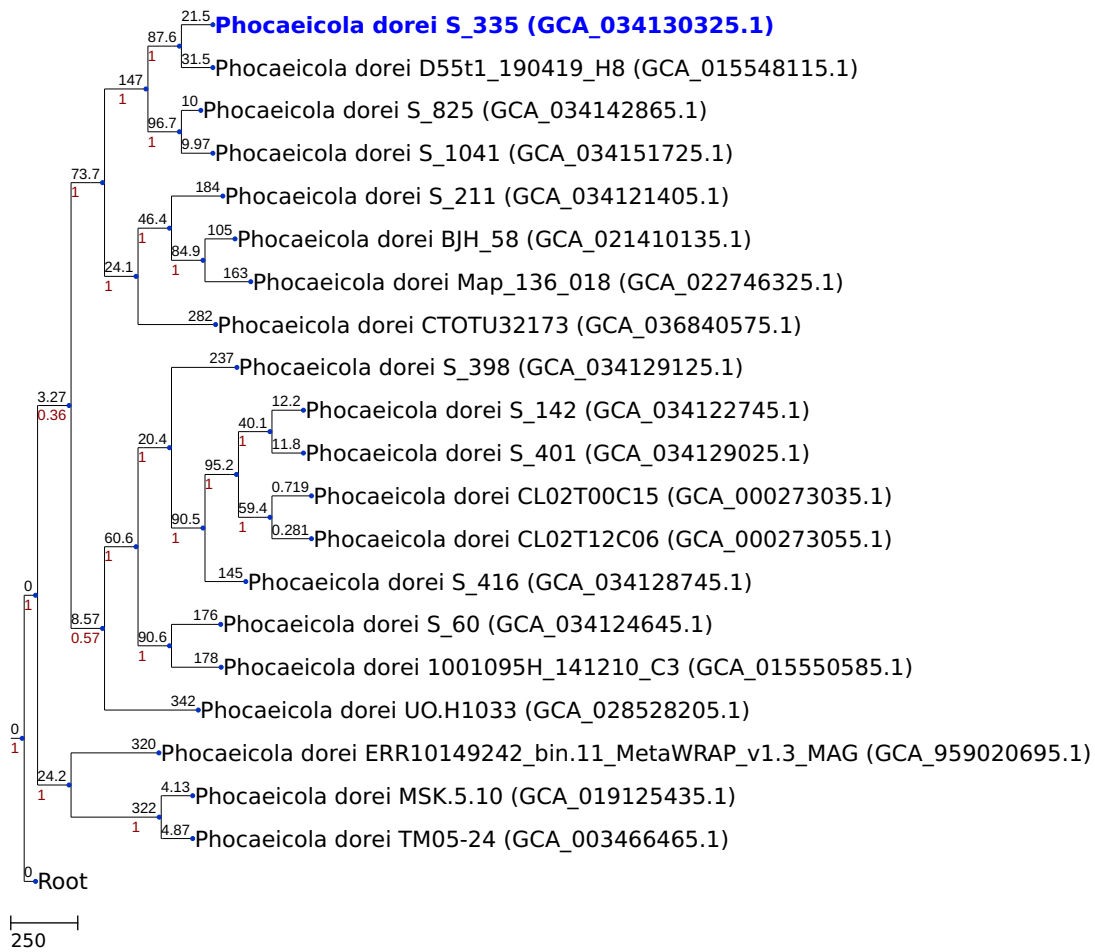 21.5
Phocaeicola dorei S_335 (GCA_034130325.1)
87.6
1
31.5
Phocaeicola dorei D55t1_190419_H8 (GCA_015548115.1)
147
1
10
Phocaeicola dorei S_825 (GCA_034142865.1)
96.7
1
9.97
Phocaeicola dorei S_1041 (GCA_034151725.1)
73.7
1
184
Phocaeicola dorei S_211 (GCA_034121405.1)
46.4
1
105
Phocaeicola dorei BJH_58 (GCA_021410135.1)
84.9
1
24.1
1
163
Phocaeicola dorei Map_136_018 (GCA_022746325.1)
282
Phocaeicola dorei CTOTU32173 (GCA_036840575.1)
237
Phocaeicola dorei S_398 (GCA_034129125.1)
3.27
0.36
12.2
Phocaeicola dorei S_142 (GCA_034122745.1)
40.1
1
20.4
1
11.8
Phocaeicola dorei S_401 (GCA_034129025.1)
95.2
1
0.719
Phocaeicola dorei CL02T00C15 (GCA_000273035.1)
59.4
1
90.5
1
0.281
Phocaeicola dorei CL02T12C06 (GCA_000273055.1)
60.6
1
145
Phocaeicola dorei S_416 (GCA_034128745.1)
0
1
8.57
0.57
176
Phocaeicola dorei S_60 (GCA_034124645.1)
90.6
1
178
Phocaeicola dorei 1001095H_141210_C3 (GCA_015550585.1)
342
Phocaeicola dorei UO.H1033 (GCA_028528205.1)
0
1
320
Phocaeicola dorei ERR10149242_bin.11_MetaWRAP_v1.3_MAG (GCA_959020695.1)
24.2
1
4.13
Phocaeicola dorei MSK.5.10 (GCA_019125435.1)
322
1
4.87
Phocaeicola dorei TM05-24 (GCA_003466465.1)
0
Root
250